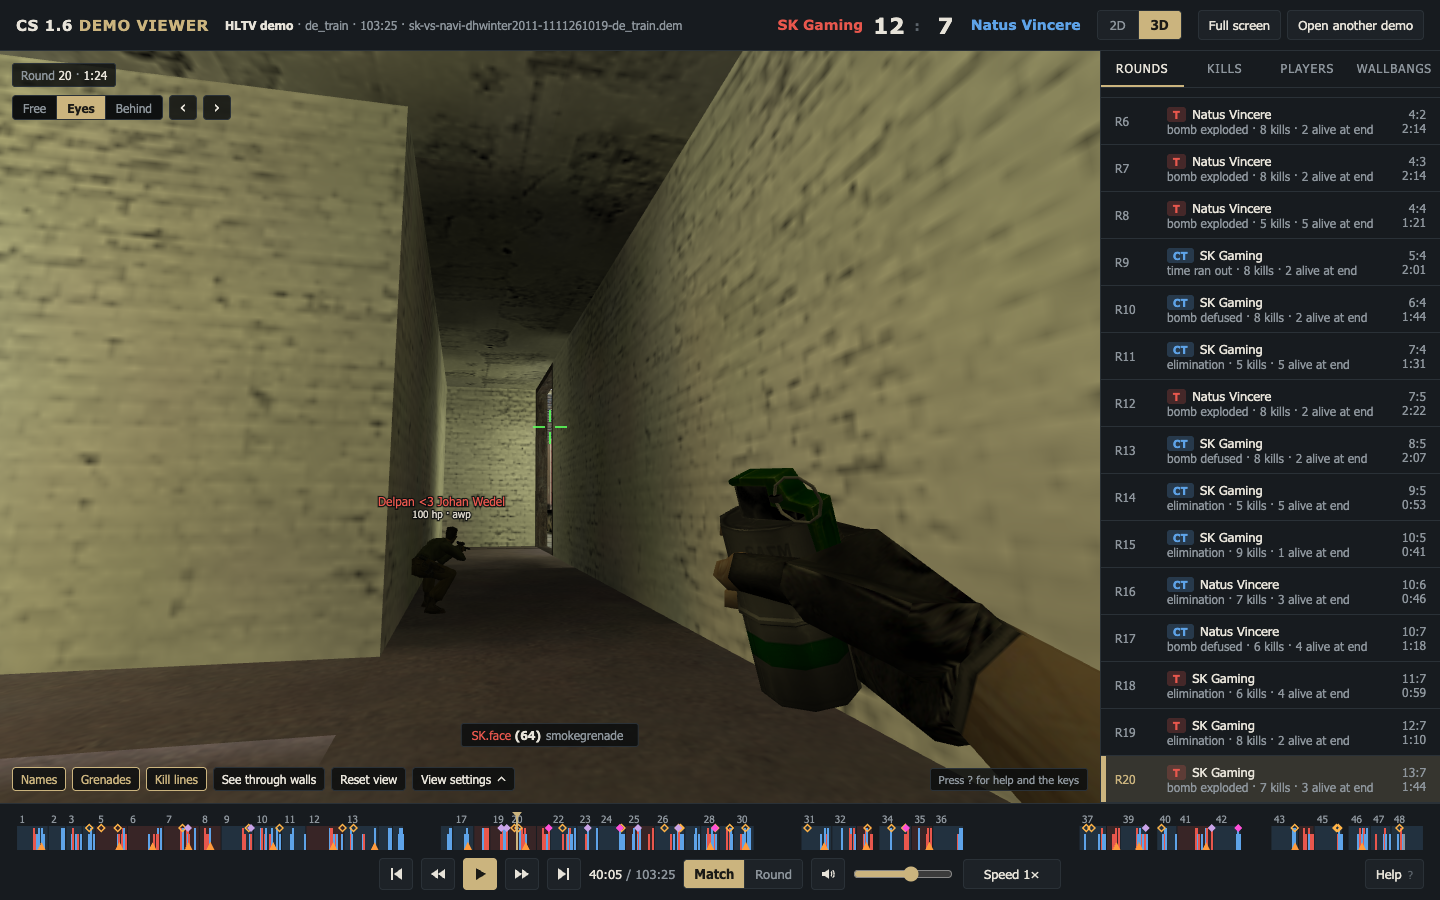 CS 1.6 DEMO VIEWER HLTV demo · de_train · 103:25 · sk-vs-navi-dhwinter2011-1111261019-de_train.dem SK Gaming 12 : 7 Natus Vincere 2D 3D Full screen Open another demo
Round 20 · 1:24
Free Eyes Behind < >
Delpan <3 Johan Wedel
100 hp · awp
SK.face (64) smokegrenade
Names Grenades Kill lines See through walls Reset view View settings Press ? for help and the keys
ROUNDS KILLS PLAYERS WALLBANGS
R6 T Natus Vincere 4:2
bomb exploded · 8 kills · 2 alive at end 2:14
R7 T Natus Vincere 4:3
bomb exploded · 8 kills · 2 alive at end 2:14
R8 T Natus Vincere 4:4
bomb exploded · 5 kills · 5 alive at end 1:21
R9 CT SK Gaming 5:4
time ran out · 8 kills · 2 alive at end 2:01
R10 CT SK Gaming 6:4
bomb defused · 8 kills · 2 alive at end 1:44
R11 CT SK Gaming 7:4
elimination · 5 kills · 5 alive at end 1:31
R12 T Natus Vincere 7:5
bomb exploded · 8 kills · 2 alive at end 2:22
R13 CT SK Gaming 8:5
bomb defused · 8 kills · 2 alive at end 2:07
R14 CT SK Gaming 9:5
elimination · 5 kills · 5 alive at end 0:53
R15 CT SK Gaming 10:5
elimination · 9 kills · 1 alive at end 0:41
R16 CT Natus Vincere 10:6
elimination · 7 kills · 3 alive at end 0:46
R17 CT Natus Vincere 10:7
bomb defused · 6 kills · 4 alive at end 1:18
R18 T SK Gaming 11:7
elimination · 6 kills · 4 alive at end 0:59
R19 T SK Gaming 12:7
elimination · 8 kills · 2 alive at end 1:10
R20 T SK Gaming 13:7
bomb exploded · 7 kills · 3 alive at end 1:44
1 2 3 4 5 6 7 8 9 10 11 12 13 17 19 22 23 24 25 26 28 30 31 32 34 35 36 37 39 40 41 42 43 45 46 47 48
40:05 / 103:25 Match Round Speed 1× Help ?